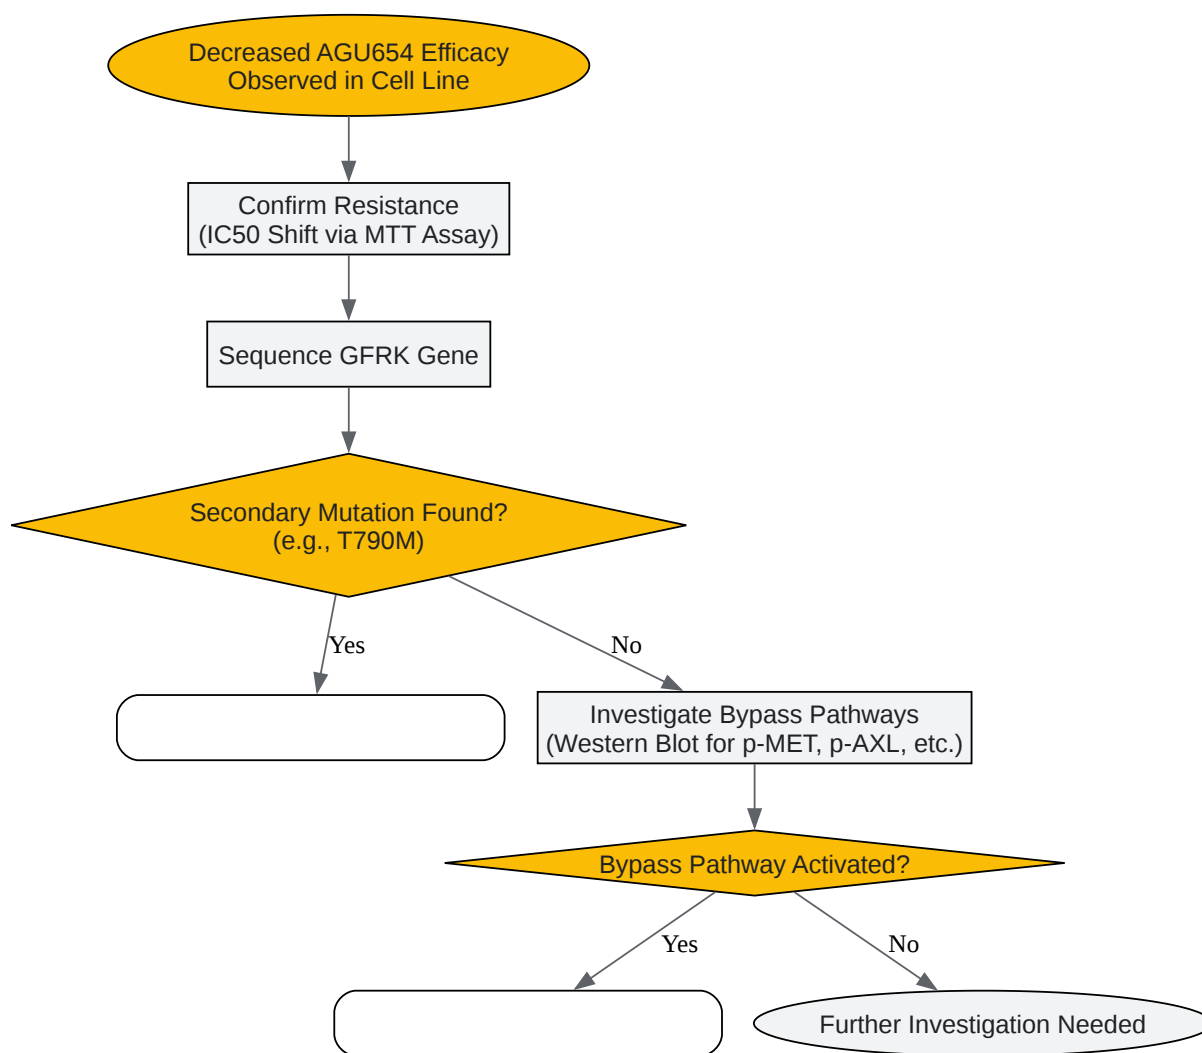 Decreased AGU654 Efficacy
Observed in Cell Line
Confirm Resistance
(IC50 Shift via MTT Assay)
Sequence GFRK Gene
Secondary Mutation Found?
(e.g., T790M)
Yes
No
Investigate Bypass Pathways
(Western Blot for p-MET, p-AXL, etc.)
Bypass Pathway Activated?
Yes
No
Further Investigation Needed